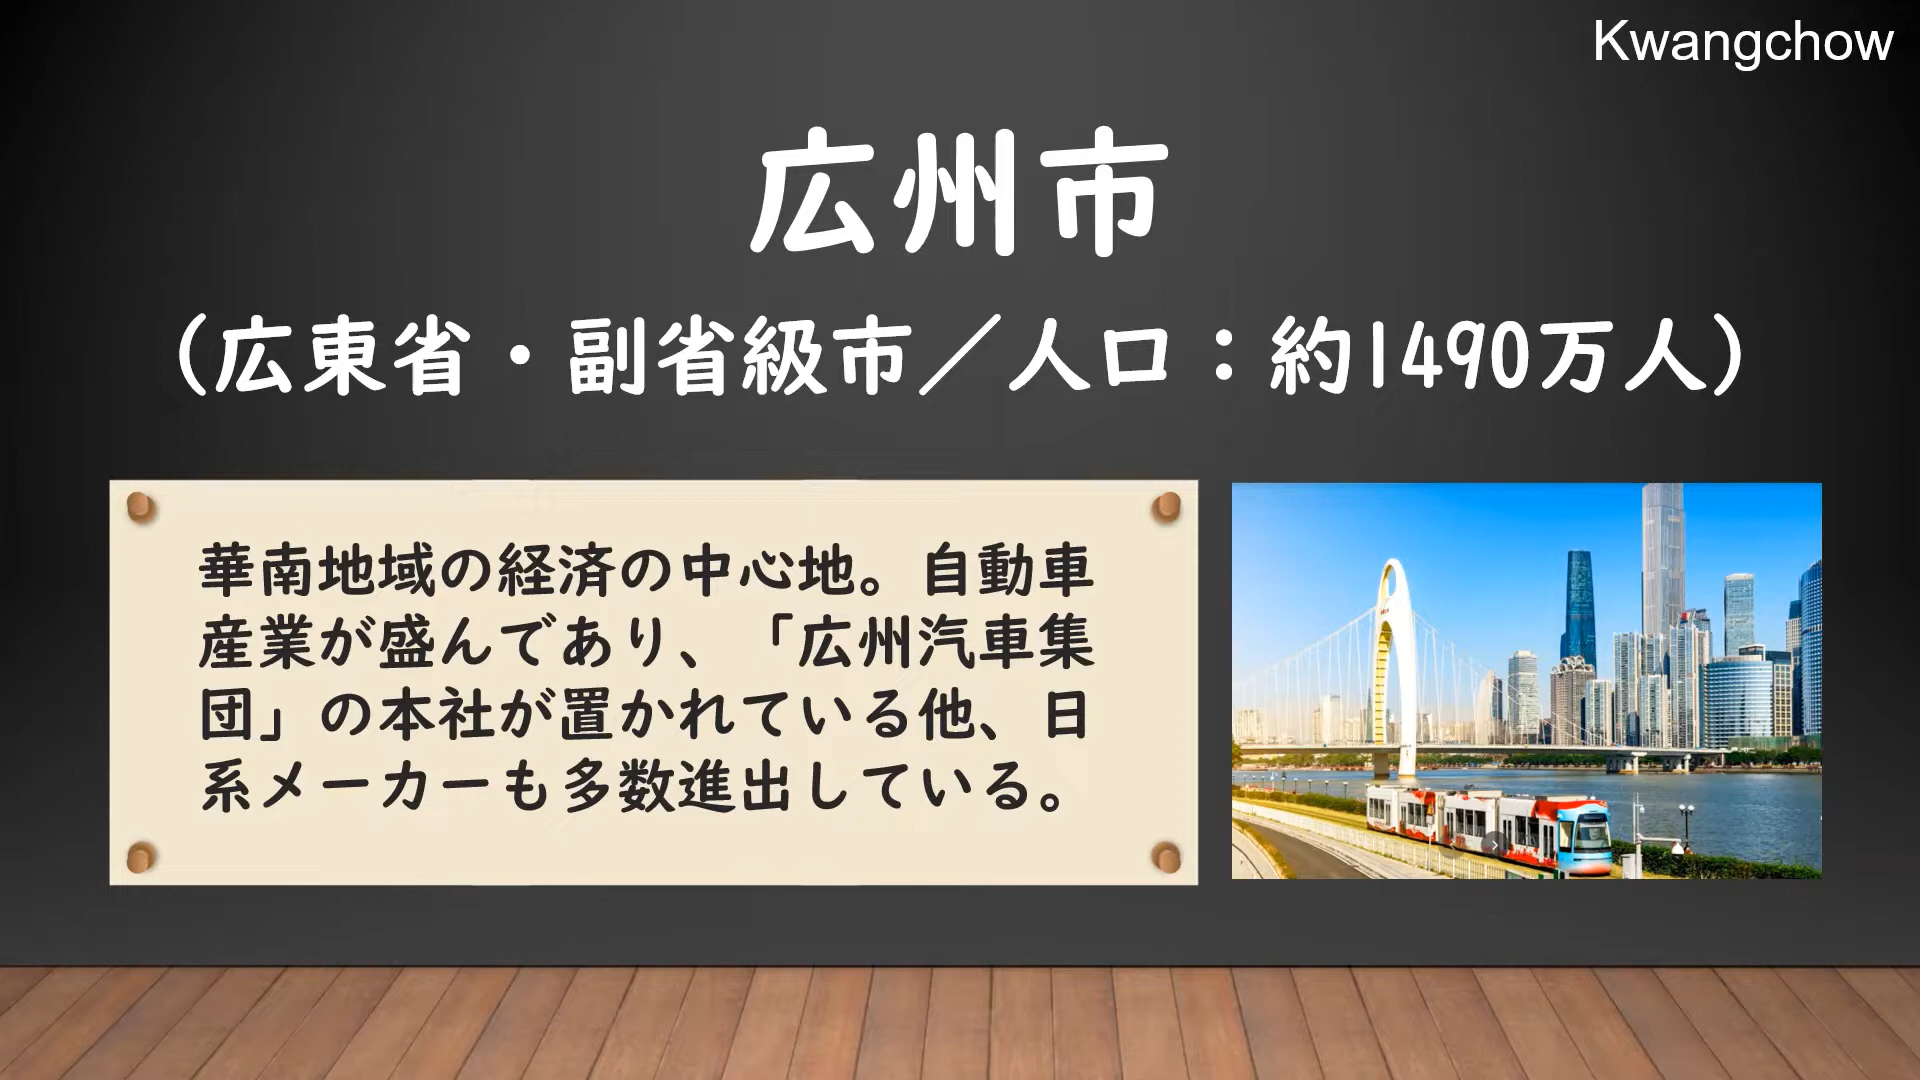 Kwangchow
広州市
（広東省・副省級市／人口：約1490万人）
華南地域の経済の中心地。自動車
産業が盛んであり、「広州汽車集
団」の本社が置かれている他、日
系メーカーも多数進出している。